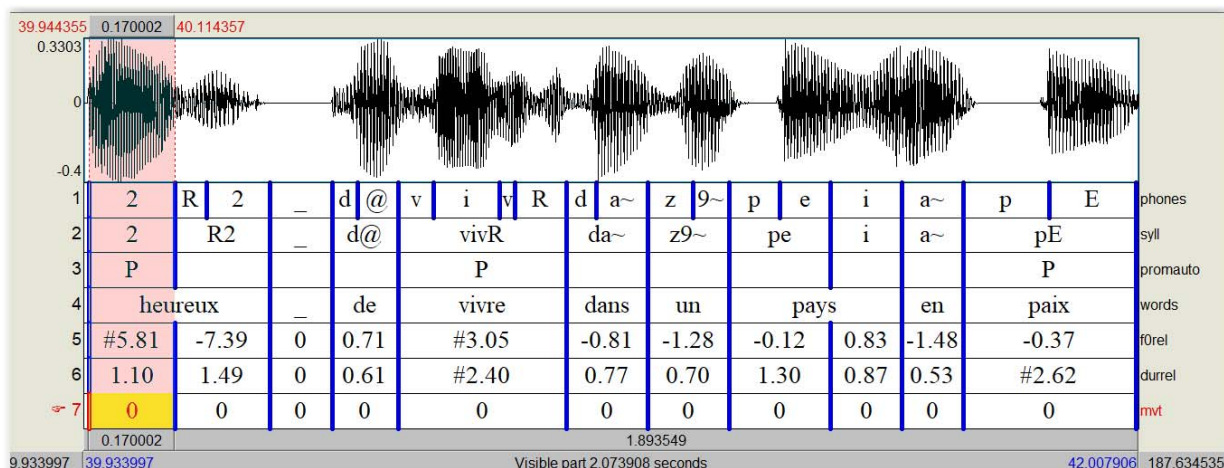 39.944355 0.170002 40.114357
0.3303
0
-0.4
1 2 R 2 _ d @ v i v R d a~ z 9~ p e i a~ p E phones
2 2 R2 _ d@ vivR da~ z9~ pe i a~ pE syll
3 P P P promauto
4 heureux _ de vivre dans un pays en paix words
5 #5.81 -7.39 0 0.71 #3.05 -0.81 -1.28 -0.12 0.83 -1.48 -0.37 f0rel
6 1.10 1.49 0 0.61 #2.40 0.77 0.70 1.30 0.87 0.53 #2.62 durrel
☞ 7 0 0 0 0 0 0 0 0 0 0 0 mvt
0.170002 1.893549
9.933997 39.933997 Visible part 2.073908 seconds 42.007906 187.634535